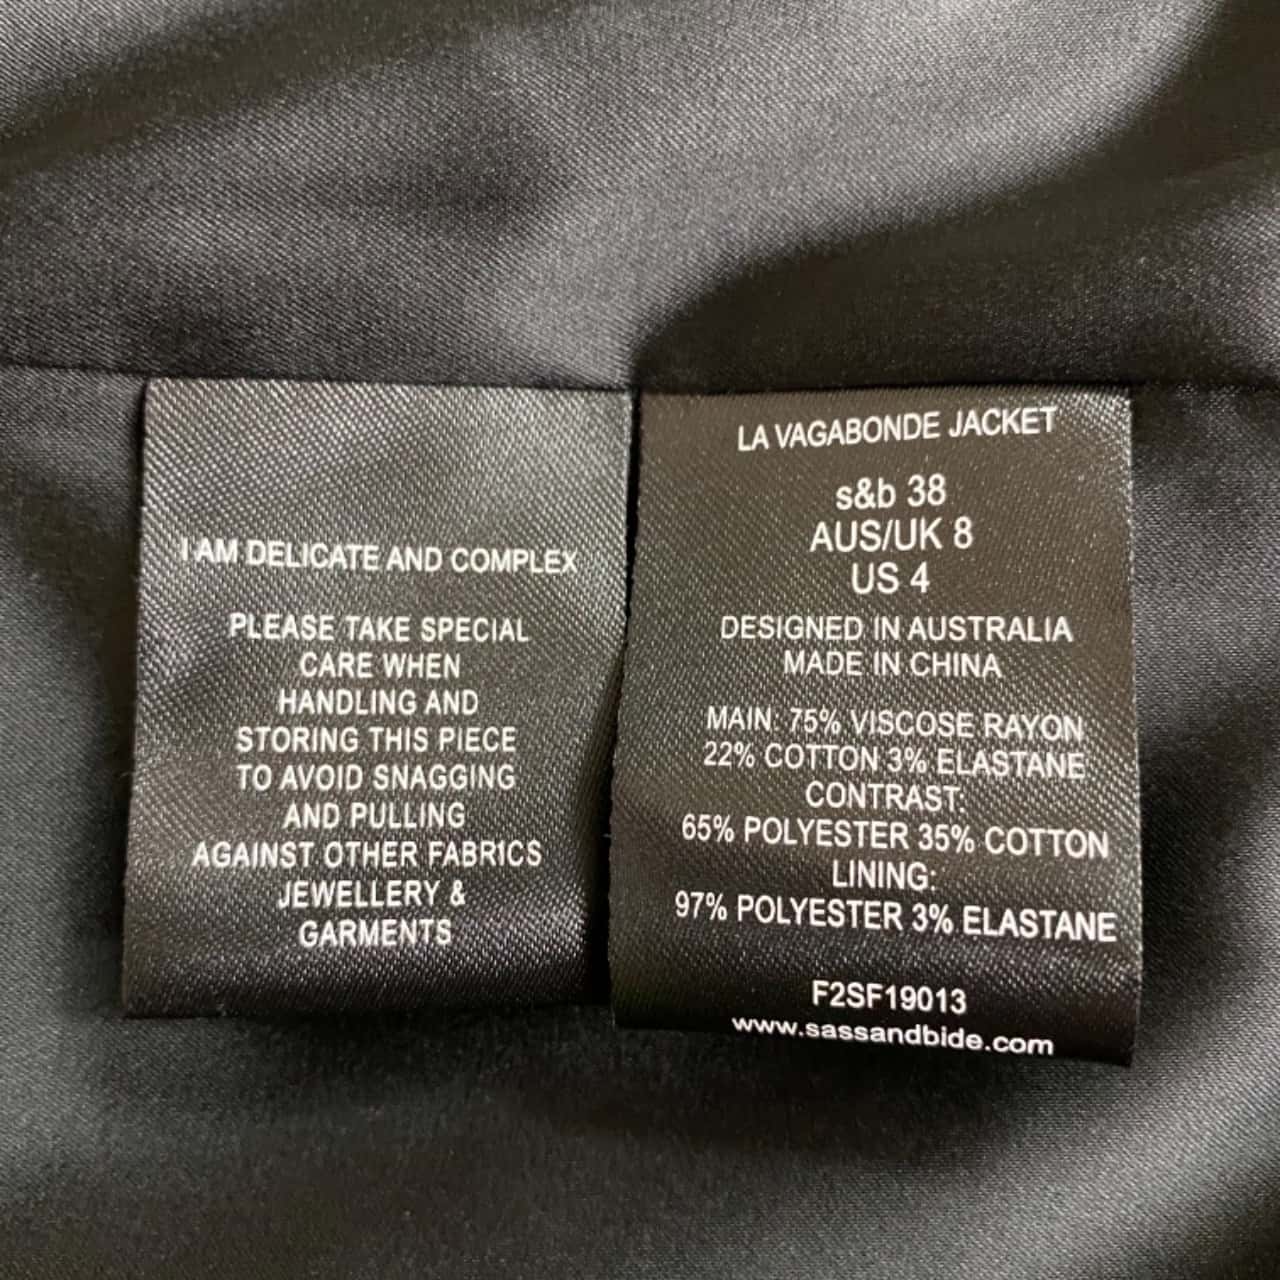 I AM DELICATE AND COMPLEX
PLEASE TAKE SPECIAL
CARE WHEN
HANDLING AND
STORING THIS PIECE
TO AVOID SNAGGING
AND PULLING
AGAINST OTHER FABRICS
JEWELLERY &
GARMENTS
LA VAGABONDE JACKET
s&b 38
AUS/UK 8
US 4
DESIGNED IN AUSTRALIA
MADE IN CHINA
MAIN: 75% VISCOSE RAYON
22% COTTON 3% ELASTANE
CONTRAST:
65% POLYESTER 35% COTTON
LINING:
97% POLYESTER 3% ELASTANE
F2SF19013
www.sassandbide.com